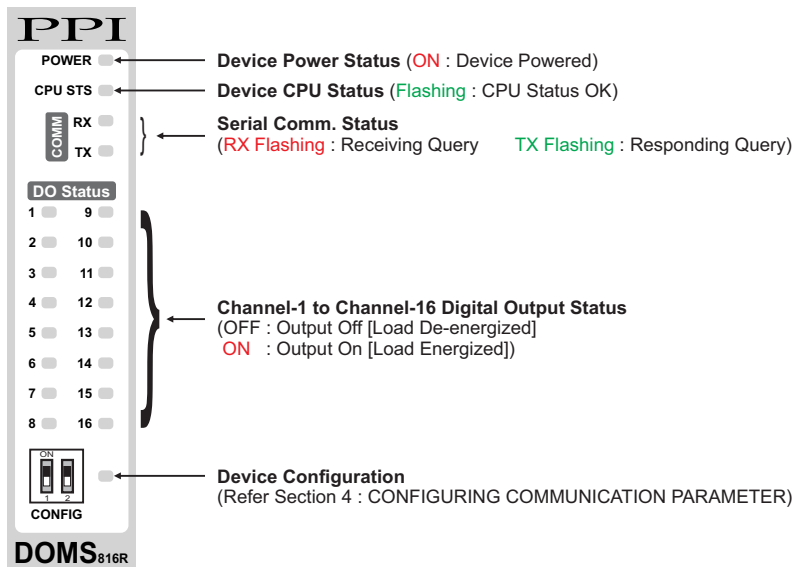 PPI
POWER
Device Power Status (ON : Device Powered)
CPU STS
Device CPU Status (Flashing : CPU Status OK)
COMM
RX
TX
Serial Comm. Status
(RX Flashing : Receiving Query TX Flashing : Responding Query)
DO Status
1 9
2 10
3 11
4 12
5 13
6 14
7 15
8 16
Channel-1 to Channel-16 Digital Output Status
(OFF : Output Off [Load De-energized]
ON : Output On [Load Energized])
ON
1 2
CONFIG
Device Configuration
(Refer Section 4 : CONFIGURING COMMUNICATION PARAMETER)
DOMS816R